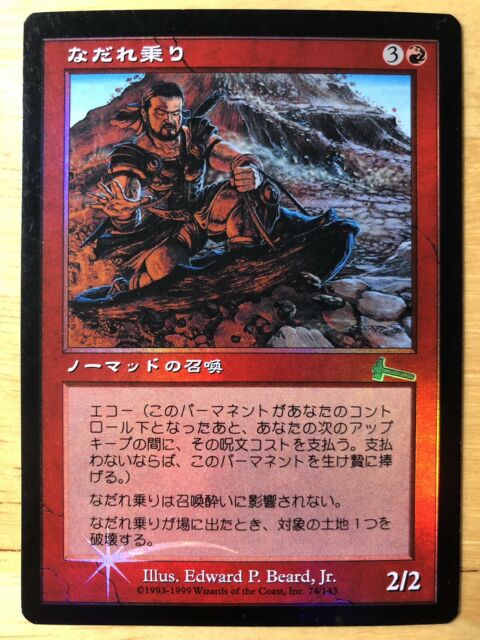 なだれ乗り 3
ノーマッドの召喚
エコー（このパーマネントがあなたのコント
ロール下となったあと、あなたの次のアップ
キープの間に、その呪文コストを支払う。支払
わないならば、このパーマネントを生け贄に捧
げる。）
なだれ乗りは召喚酔いに影響されない。
なだれ乗りが場に出たとき、対象の土地１つを
破壊する。
Illus. Edward P. Beard, Jr.
©1993-1999 Wizards of the Coast, Inc. 74/143
2/2